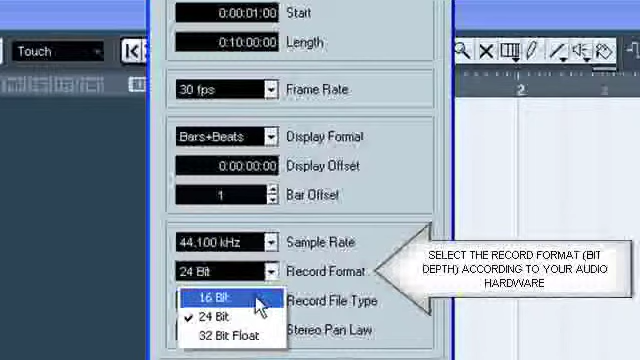 0:00:01:00 Start
0:10:00:00 Length
Touch
30 fps Frame Rate
2
Bars+Beats Display Format
0:00:00:00 Display Offset
1 Bar Offset
44.100 kHz Sample Rate
24 Bit Record Format
SELECT THE RECORD FORMAT (BIT
DEPTH) ACCORDING TO YOUR AUDIO
HARDWARE
16 Bit Record File Type
24 Bit
32 Bit Float Stereo Pan Law